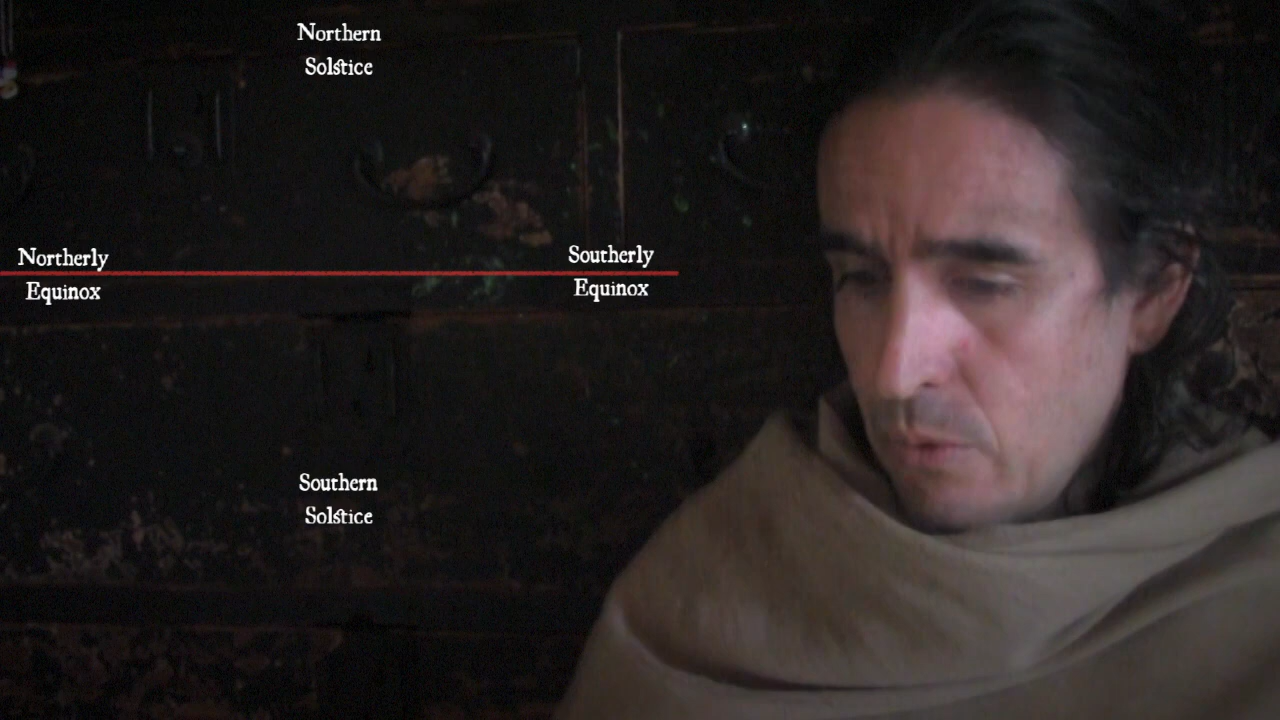 Northern
Solstice
Northerly
Equinox
Southerly
Equinox
Southern
Solstice